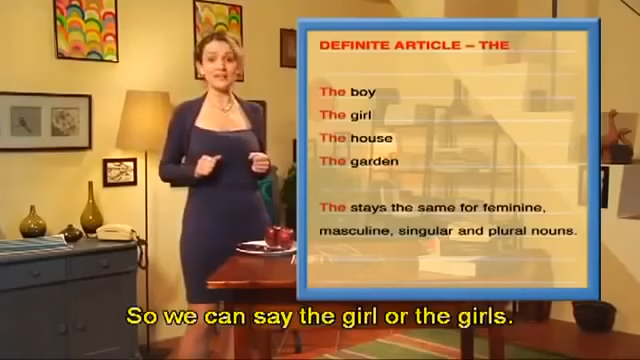 DEFINITE ARTICLE – THE
The boy
The girl
The house
The garden
The stays the same for feminine,
masculine, singular and plural nouns.
So we can say the girl or the girls.